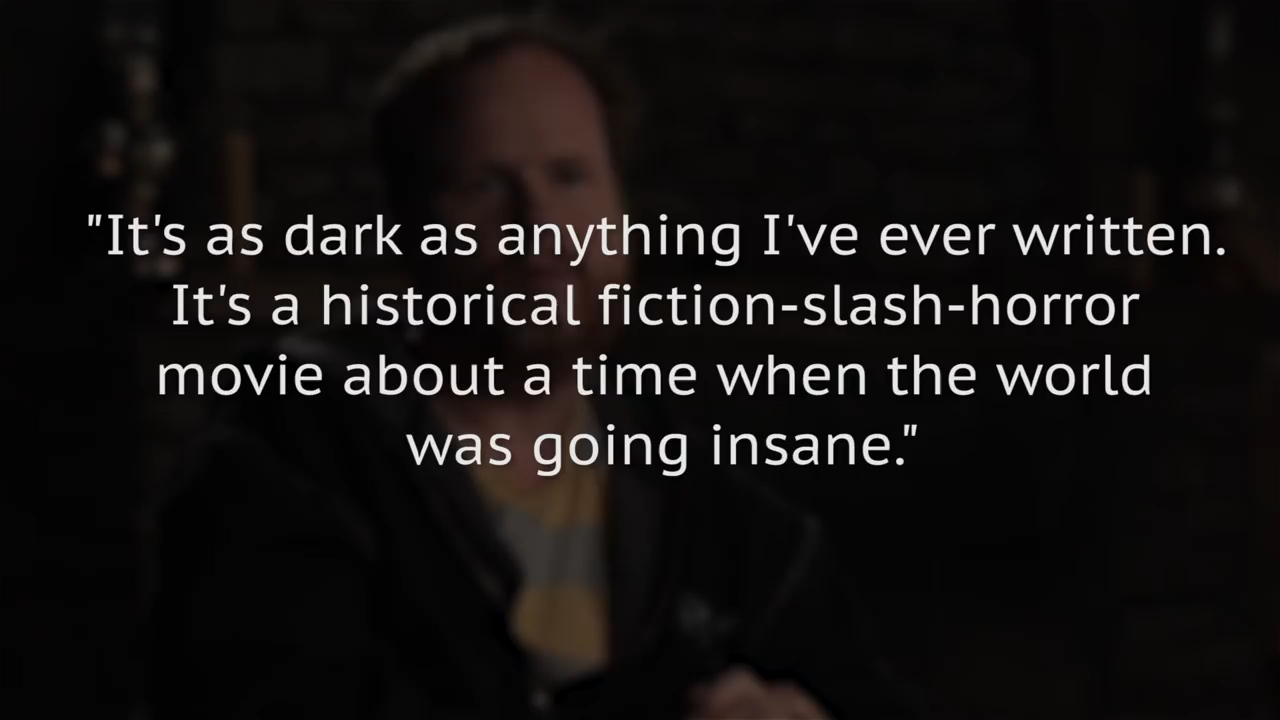 "It's as dark as anything I've ever written.
It's a historical fiction-slash-horror
movie about a time when the world
was going insane."